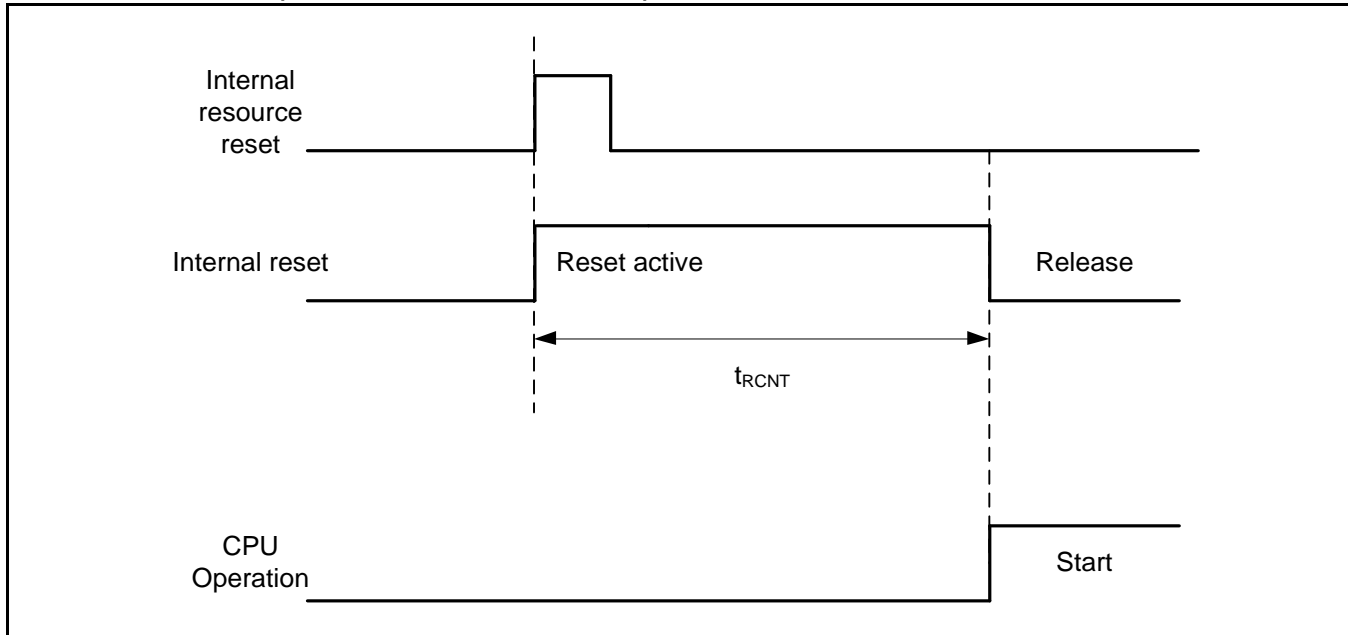 Internal
resource
reset
Internal reset
Reset active
Release
tRCNT
CPU
Operation
Start